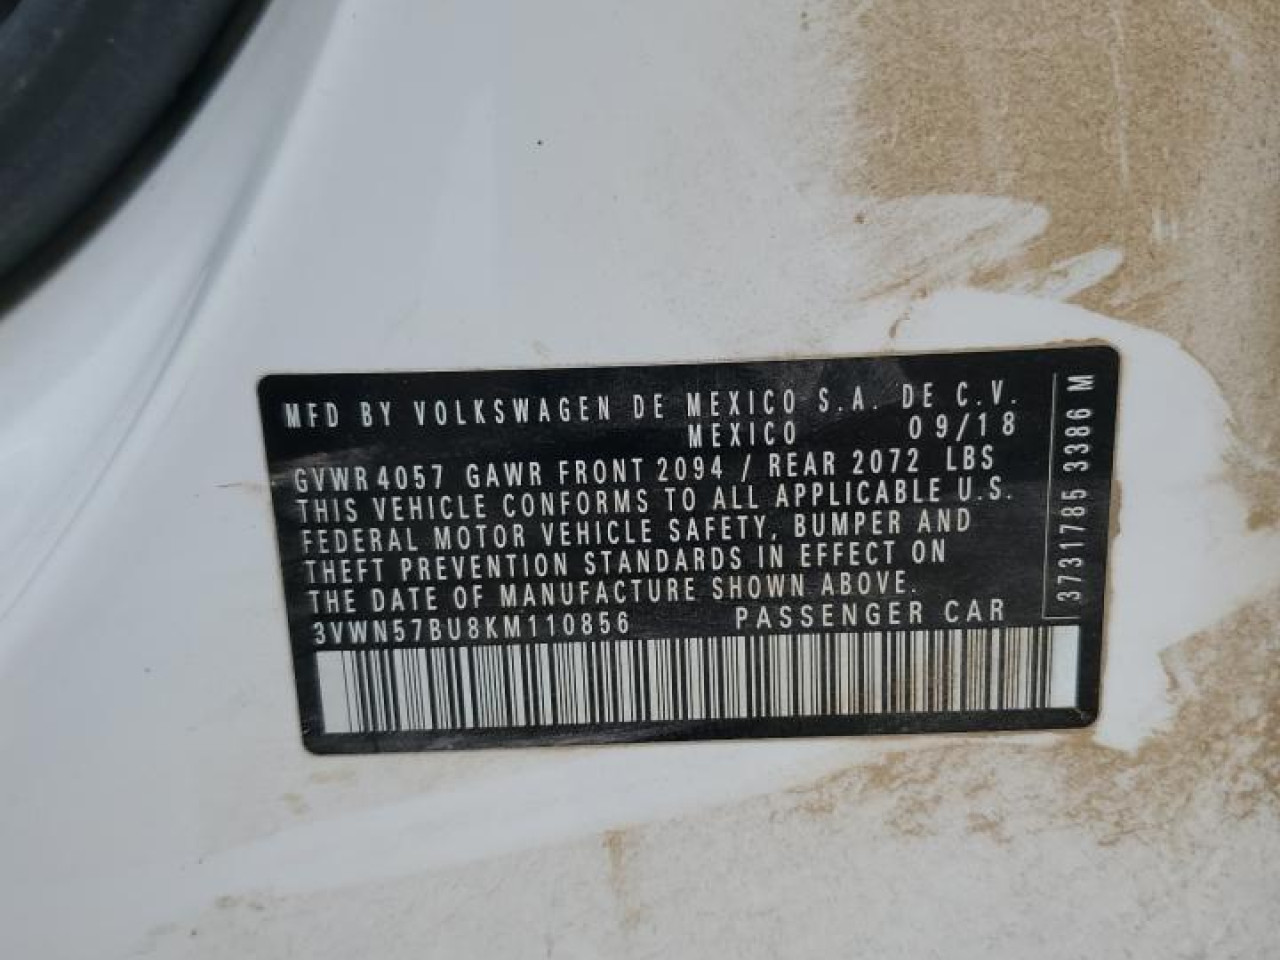 MFD BY VOLKSWAGEN DE MEXICO S.A. DE C.V.
MEXICO 09/18
GVWR 4057 GAWR FRONT 2094 / REAR 2072 LBS
THIS VEHICLE CONFORMS TO ALL APPLICABLE U.S.
FEDERAL MOTOR VEHICLE SAFETY, BUMPER AND
THEFT PREVENTION STANDARDS IN EFFECT ON
THE DATE OF MANUFACTURE SHOWN ABOVE.
3VWN57BU8KM110856 PASSENGER CAR
37317853386 M